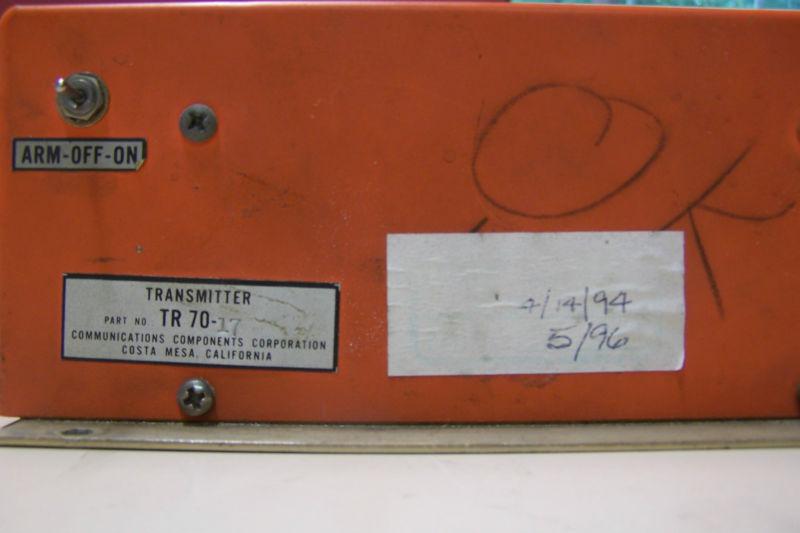 ARM-OFF-ON
OK
TRANSMITTER
PART NO. TR 70-17
COMMUNICATIONS COMPONENTS CORPORATION
COSTA MESA, CALIFORNIA
4/14/94
5/96